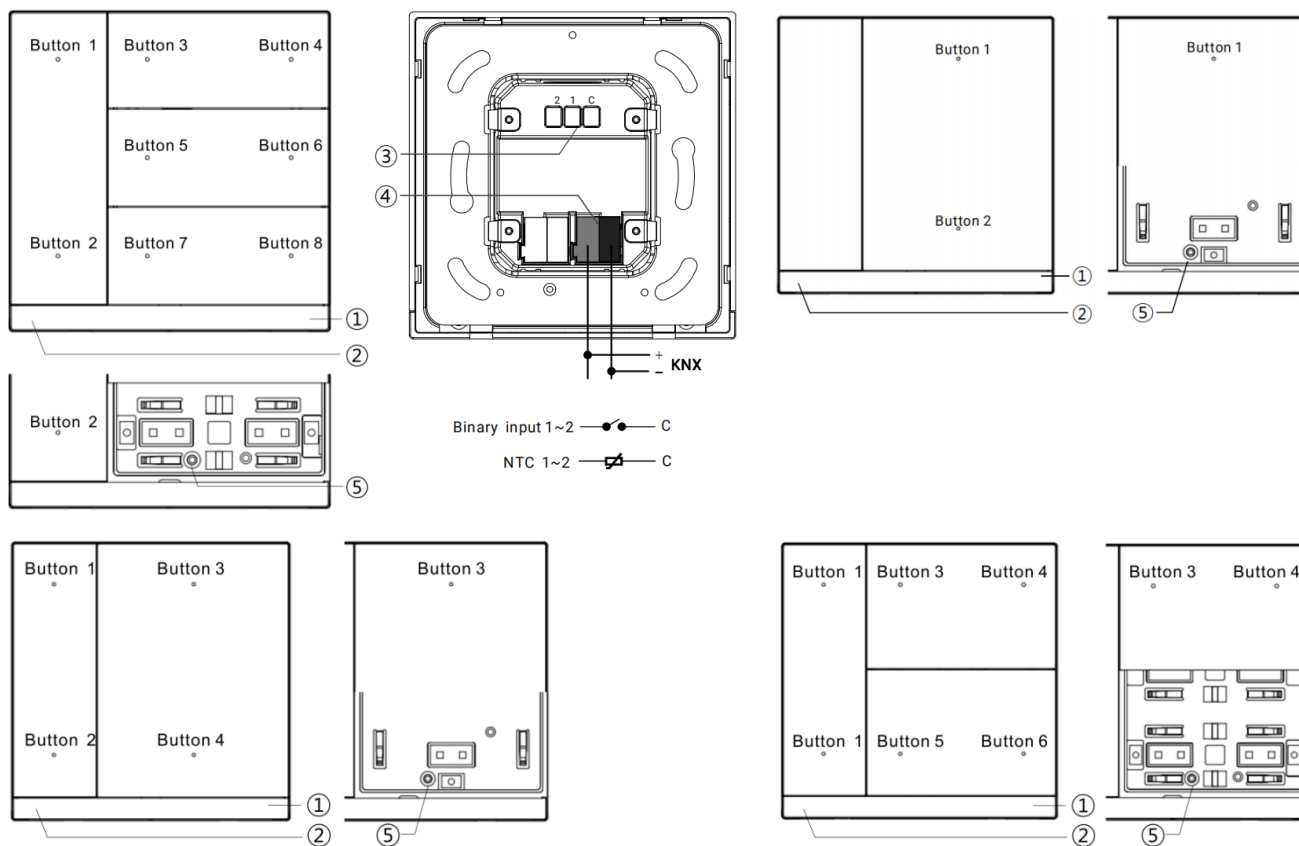 Button 1 Button 3 Button 4
Button 5 Button 6
Button 2 Button 7 Button 8
①
②
Button 2
⑤
2 1 C
③
④
+
− KNX
Binary input 1~2 C
NTC 1~2 C
Button 1
Button 2
①
②
Button 1
⑤
Button 1 Button 3
Button 2 Button 4
①
②
Button 3
⑤
Button 1 Button 3 Button 4
Button 1 Button 5 Button 6
①
②
Button 3 Button 4
⑤